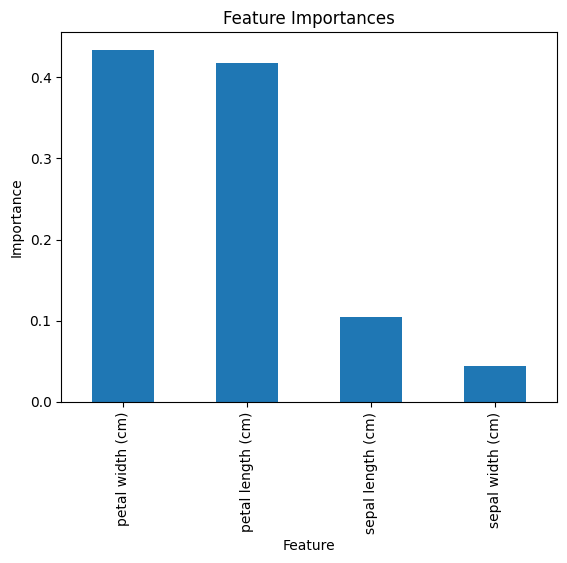 Feature Importances
Importance
0.4
0.3
0.2
0.1
0.0
petal width (cm)
petal length (cm)
sepal length (cm)
sepal width (cm)
Feature